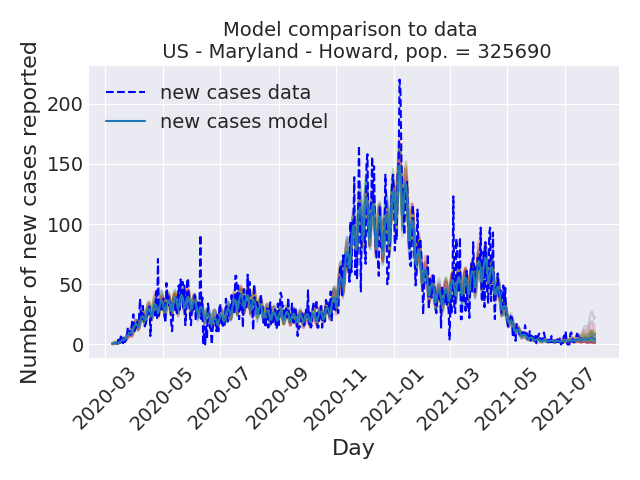 Model comparison to data
US - Maryland - Howard, pop. = 325690
Number of new cases reported
200
150
100
50
0
new cases data
new cases model
2020-03
2020-05
2020-07
2020-09
2020-11
2021-01
2021-03
2021-05
2021-07
Day